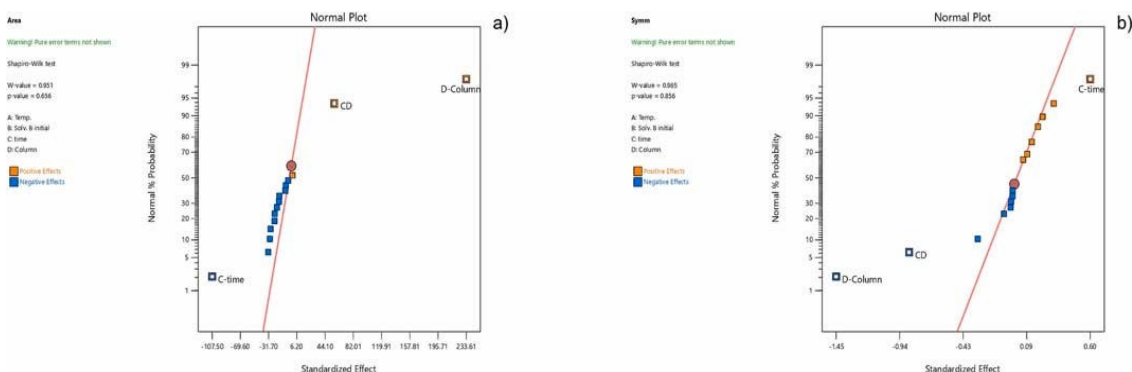 Area
Warning! Pure error terms not shown
Shapiro-Wilk test
W-value = 0.951
p-value = 0.656
A: Temp.
B: Solv. B initial
C: time
D: Column
Positive Effects
Negative Effects
Normal Plot
a)
Normal % Probability
99
95
90
80
70
50
30
20
10
5
1
D-Column
CD
C-time
-107.50
-69.60
-31.70
6.20
44.10
82.01
119.91
157.81
195.71
233.61
Standardized Effect
Symm
Warning! Pure error terms not shown
Shapiro-Wilk test
W-value = 0.965
p-value = 0.856
A: Temp.
B: Solv. B initial
C: time
D: Column
Positive Effects
Negative Effects
Normal Plot
b)
Normal % Probability
99
95
90
80
70
50
30
20
10
5
1
C-time
CD
D-Column
-1.45
-0.94
-0.43
0.09
0.60
Standardized Effect